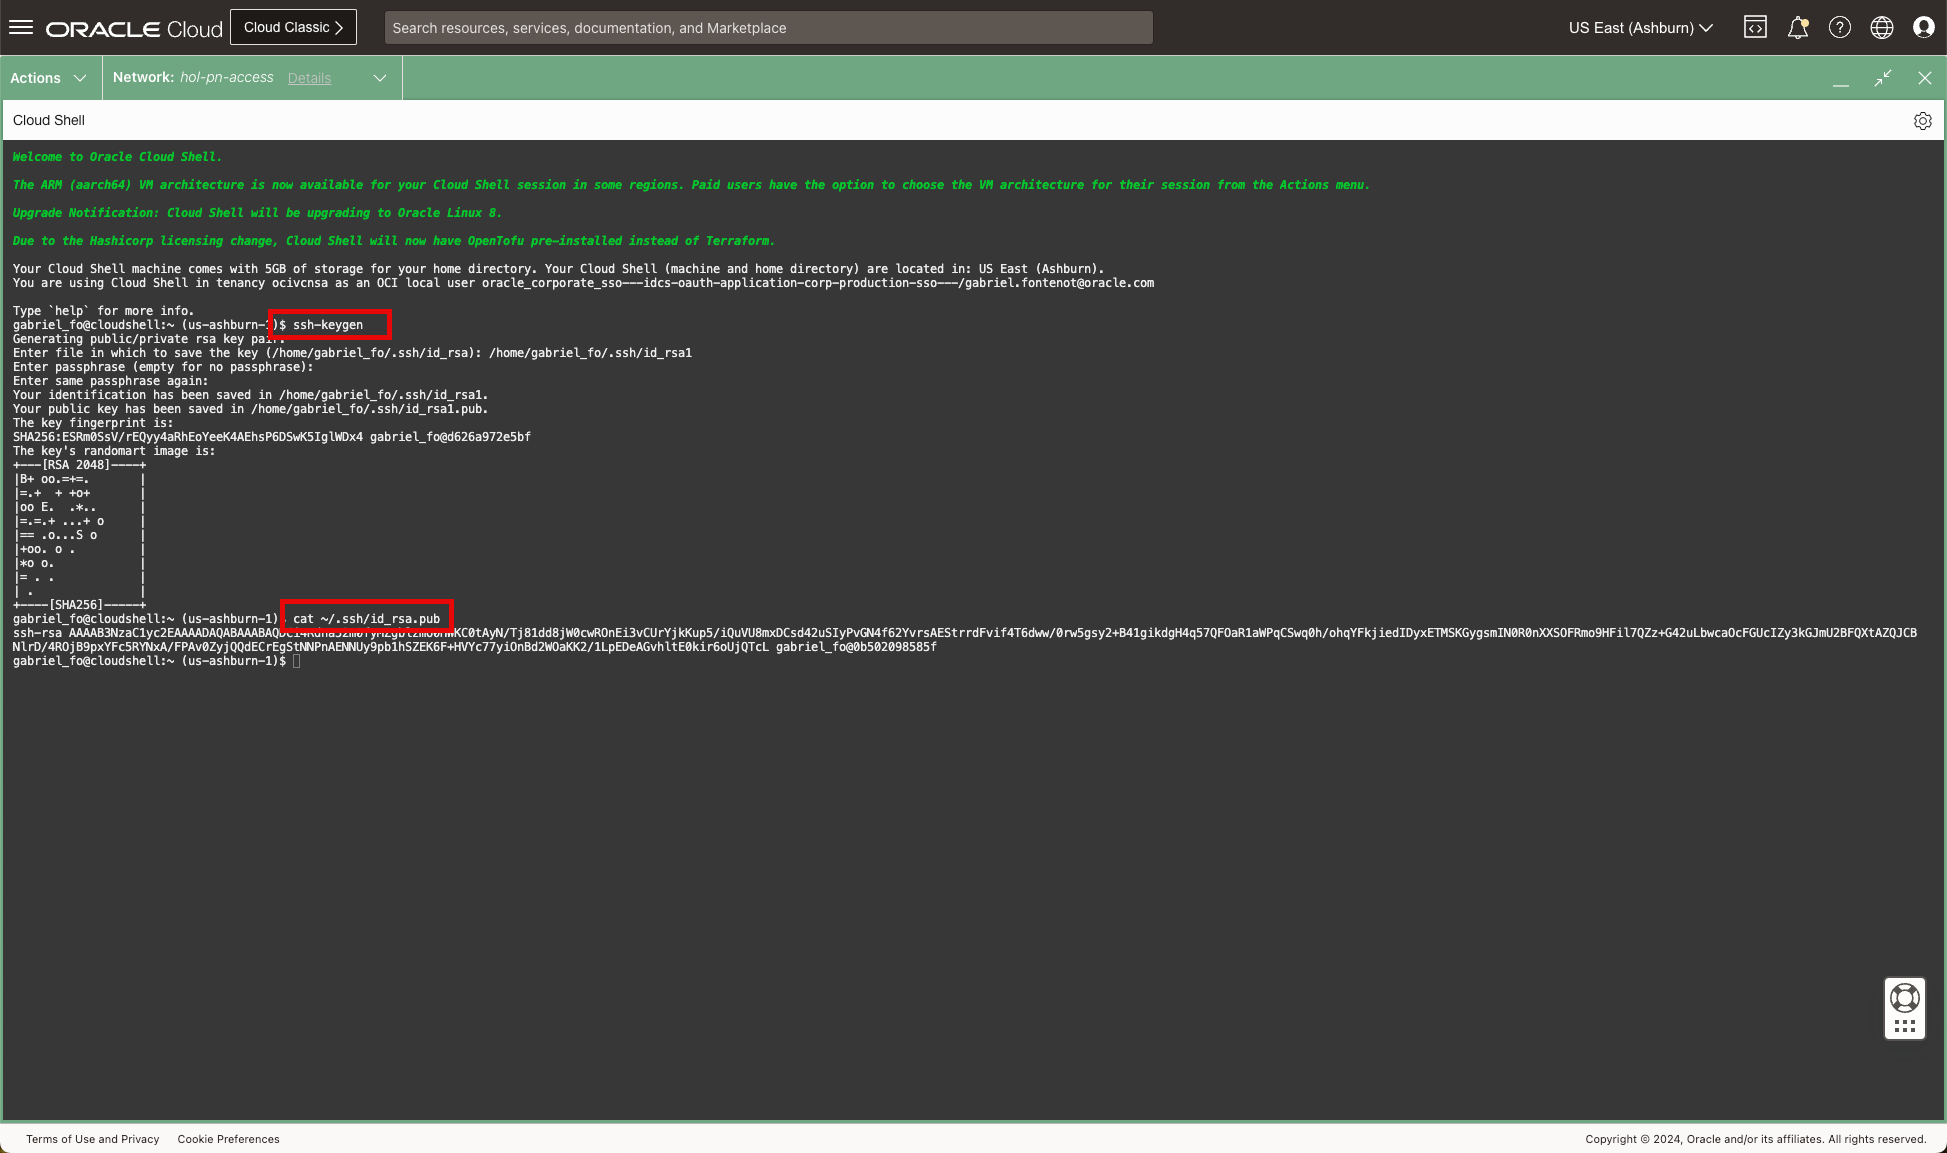 ORACLE Cloud
Cloud Classic
Search resources, services, documentation, and Marketplace
US East (Ashburn)
Actions
Network: hol-pn-access Details
Cloud Shell
Welcome to Oracle Cloud Shell.
The ARM (aarch64) VM architecture is now available for your Cloud Shell session in some regions. Paid users have the option to choose the VM architecture for their session from the Actions menu.
Upgrade Notification: Cloud Shell will be upgrading to Oracle Linux 8.
Due to the Hashicorp licensing change, Cloud Shell will now have OpenTofu pre-installed instead of Terraform.
Your Cloud Shell machine comes with 5GB of storage for your home directory. Your Cloud Shell (machine and home directory) are located in: US East (Ashburn).
You are using Cloud Shell in tenancy ocivcnsa as an OCI local user oracle_corporate_sso---idcs-oauth-application-corp-production-sso---/gabriel.fontenot@oracle.com
Type `help` for more info.
gabriel_fo@cloudshell:~ (us-ashburn-1)$ ssh-keygen
Generating public/private rsa key pair.
Enter file in which to save the key (/home/gabriel_fo/.ssh/id_rsa): /home/gabriel_fo/.ssh/id_rsa1
Enter passphrase (empty for no passphrase):
Enter same passphrase again:
Your identification has been saved in /home/gabriel_fo/.ssh/id_rsa1.
Your public key has been saved in /home/gabriel_fo/.ssh/id_rsa1.pub.
The key fingerprint is:
SHA256:ESRm0SsV/rEQyy4aRhEoYeeK4AEhsP6DSwK5IglWDx4 gabriel_fo@d626a972e5bf
The key's randomart image is:
+---[RSA 2048]----+
|B+ oo.=+=.       |
|=.+  + +o+       |
|oo E.  .*..      |
|=.=.+ ...+ o     |
|== .o...S o      |
|+oo. o .         |
|*o o.            |
|= . .            |
| .               |
+----[SHA256]-----+
gabriel_fo@cloudshell:~ (us-ashburn-1) cat ~/.ssh/id_rsa.pub
ssh-rsa
NlrD/4ROjB9pxYFc5RYNxA/FPAv0ZyjQQdECrEgStNNPnAENNUy9pb1hSZEK6F+HVYc77yiOnBd2WOaKK2/1LpEDeAGvhltE0kir6oUjQTcL gabriel_fo@0b502098585f
gabriel_fo@cloudshell:~ (us-ashburn-1)$
Terms of Use and Privacy
Cookie Preferences
Copyright © 2024, Oracle and/or its affiliates. All rights reserved.